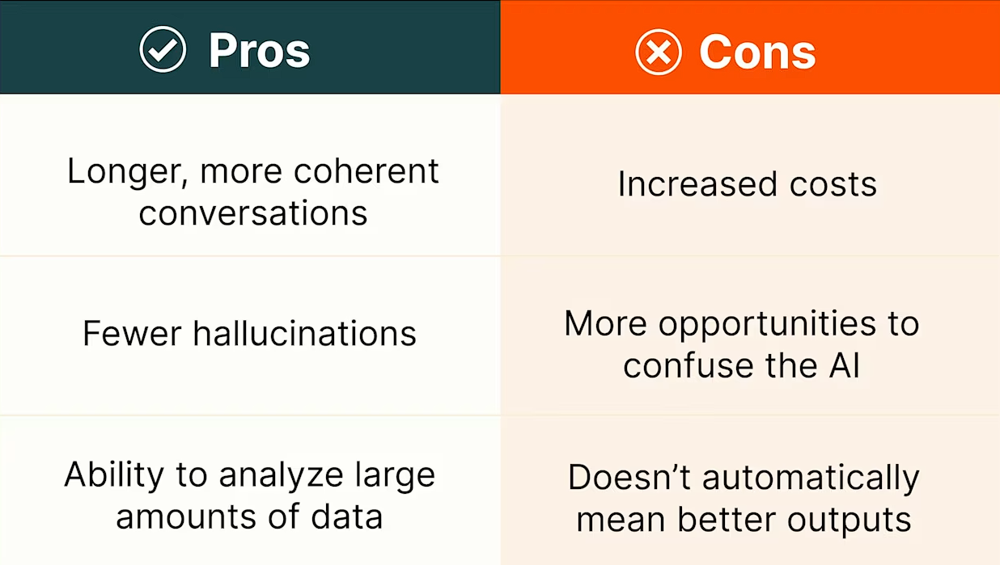 Pros
Cons
Longer, more coherent
conversations
Increased costs
Fewer hallucinations
More opportunities to
confuse the AI
Ability to analyze large
amounts of data
Doesn’t automatically
mean better outputs